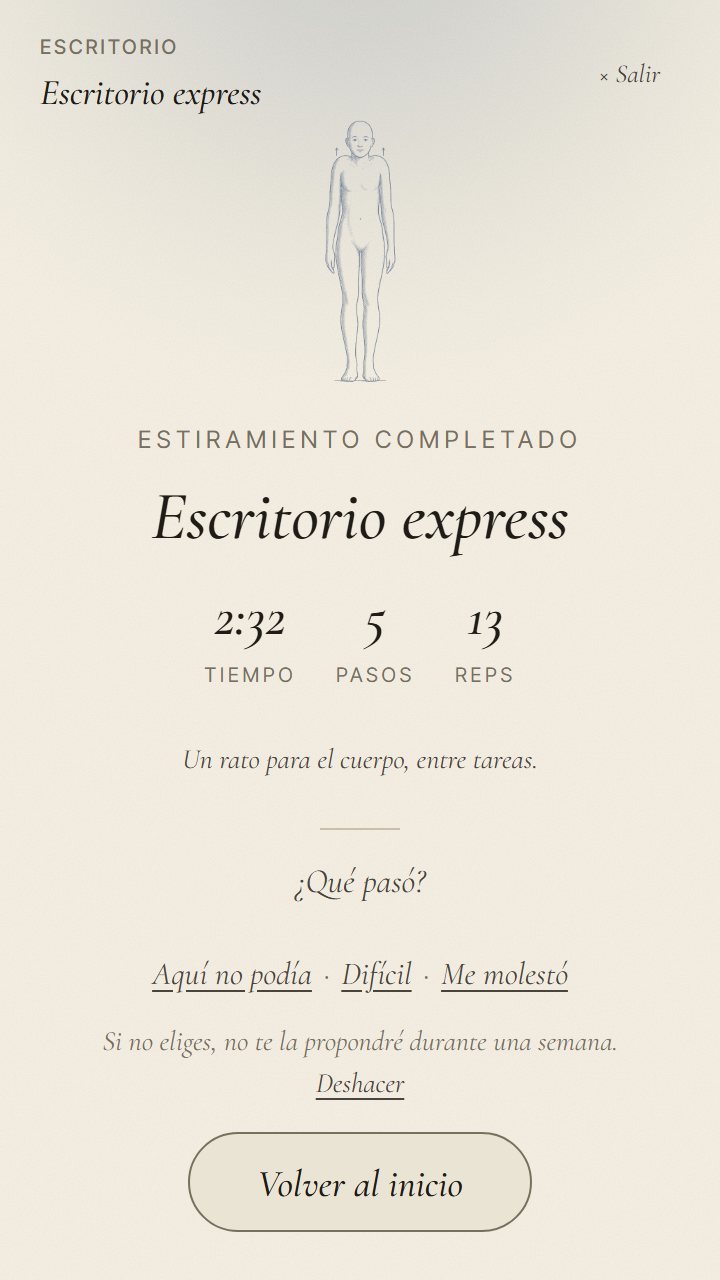 ESCRITORIO
Escritorio express
× Salir
ESTIRAMIENTO COMPLETADO
Escritorio express
2:32 5 13
TIEMPO PASOS REPS
Un rato para el cuerpo, entre tareas.
¿Qué pasó?
Aquí no podía · Difícil · Me molestó
Si no eliges, no te la propondré durante una semana.
Deshacer
Volver al inicio